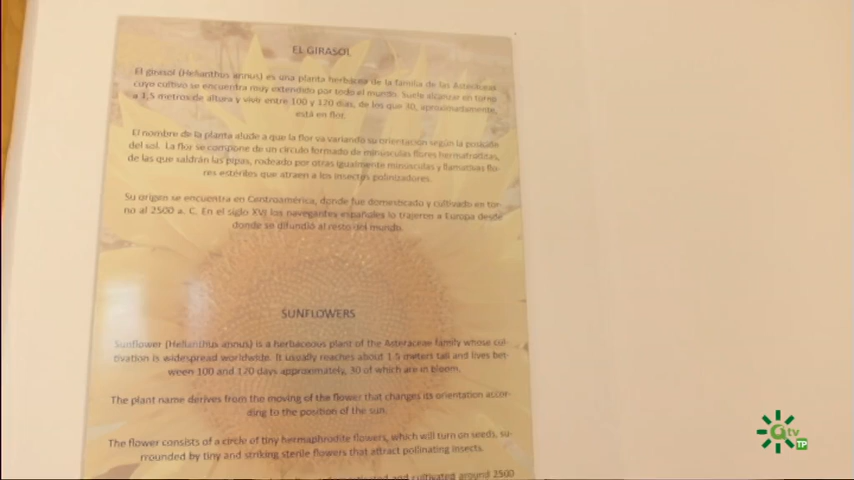 EL GIRASOL
El girasol (Helianthus annus) es una planta herbácea de la familia de las Asteraceae
cuyo cultivo se encuentra muy extendido por todo el mundo. Suele alcanzar en torno
a 1,5 metros de altura y vivir entre 100 y 120 días, de los que 30, aproximadamente,
está en flor.
El nombre de la planta alude a que la flor va variando su orientación según la posición
del sol. La flor se compone de un círculo formado de minúsculas flores hermafroditas,
de las que saldrán las pipas, rodeado por otras igualmente minúsculas y llamativas flo-
res estériles que atraen a los insectos polinizadores.
Su origen se encuentra en Centroamérica, donde fue domesticado y cultivado en tor-
no al 2500 a. C. En el siglo XVI los navegantes españoles lo trajeron a Europa desde
donde se difundió al resto del mundo.
SUNFLOWERS
Sunflower (Helianthus annus) is a herbaceous plant of the Asteraceae family whose cul-
tivation is widespread worldwide. It usually reaches about 1.5 meters tall and lives bet-
ween 100 and 120 days approximately, 30 of which are in bloom.
The plant name derives from the moving of the flower that changes its orientation accor-
ding to the position of the sun.
The flower consists of a circle of tiny hermaphrodite flowers, which will turn on seeds, su-
rrounded by tiny and striking sterile flowers that attract pollinating insects.
and cultivated around 2500
tv
TP